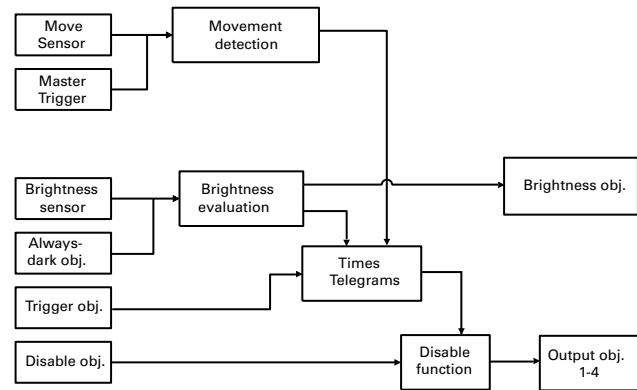 Move
Sensor
Movement
detection
Master
Trigger
Brightness
sensor
Brightness
evaluation
Brightness obj.
Always-
dark obj.
Times
Telegrams
Trigger obj.
Disable obj.
Disable
function
Output obj.
1-4